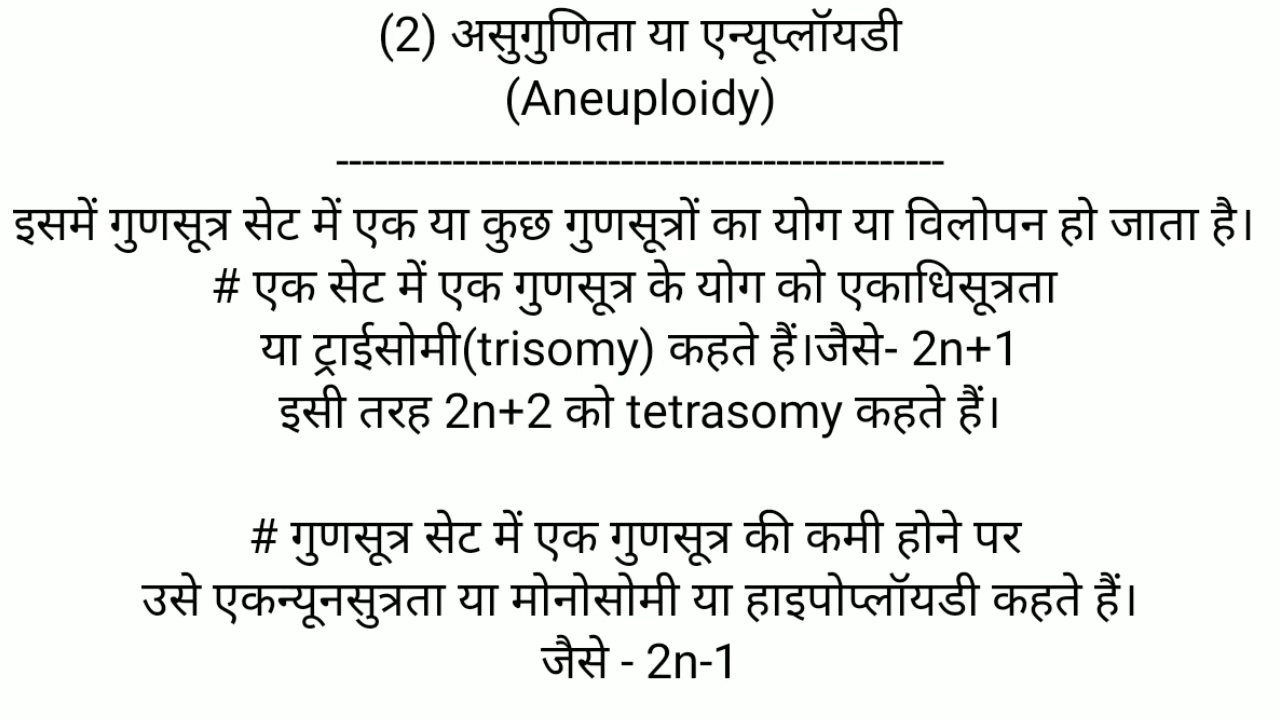 (2) असुगुणिता या एन्यूप्लॉयडी
(Aneuploidy)
-----------------------------------------------
इसमें गुणसूत्र सेट में एक या कुछ गुणसूत्रों का योग या विलोपन हो जाता है।
# एक सेट में एक गुणसूत्र के योग को एकाधिसूत्रता
या ट्राईसोमी(trisomy) कहते हैं।जैसे- 2n+1
इसी तरह 2n+2 को tetrasomy कहते हैं।
# गुणसूत्र सेट में एक गुणसूत्र की कमी होने पर
उसे एकन्यूनसुत्रता या मोनोसोमी या हाइपोप्लॉयडी कहते हैं।
जैसे - 2n-1